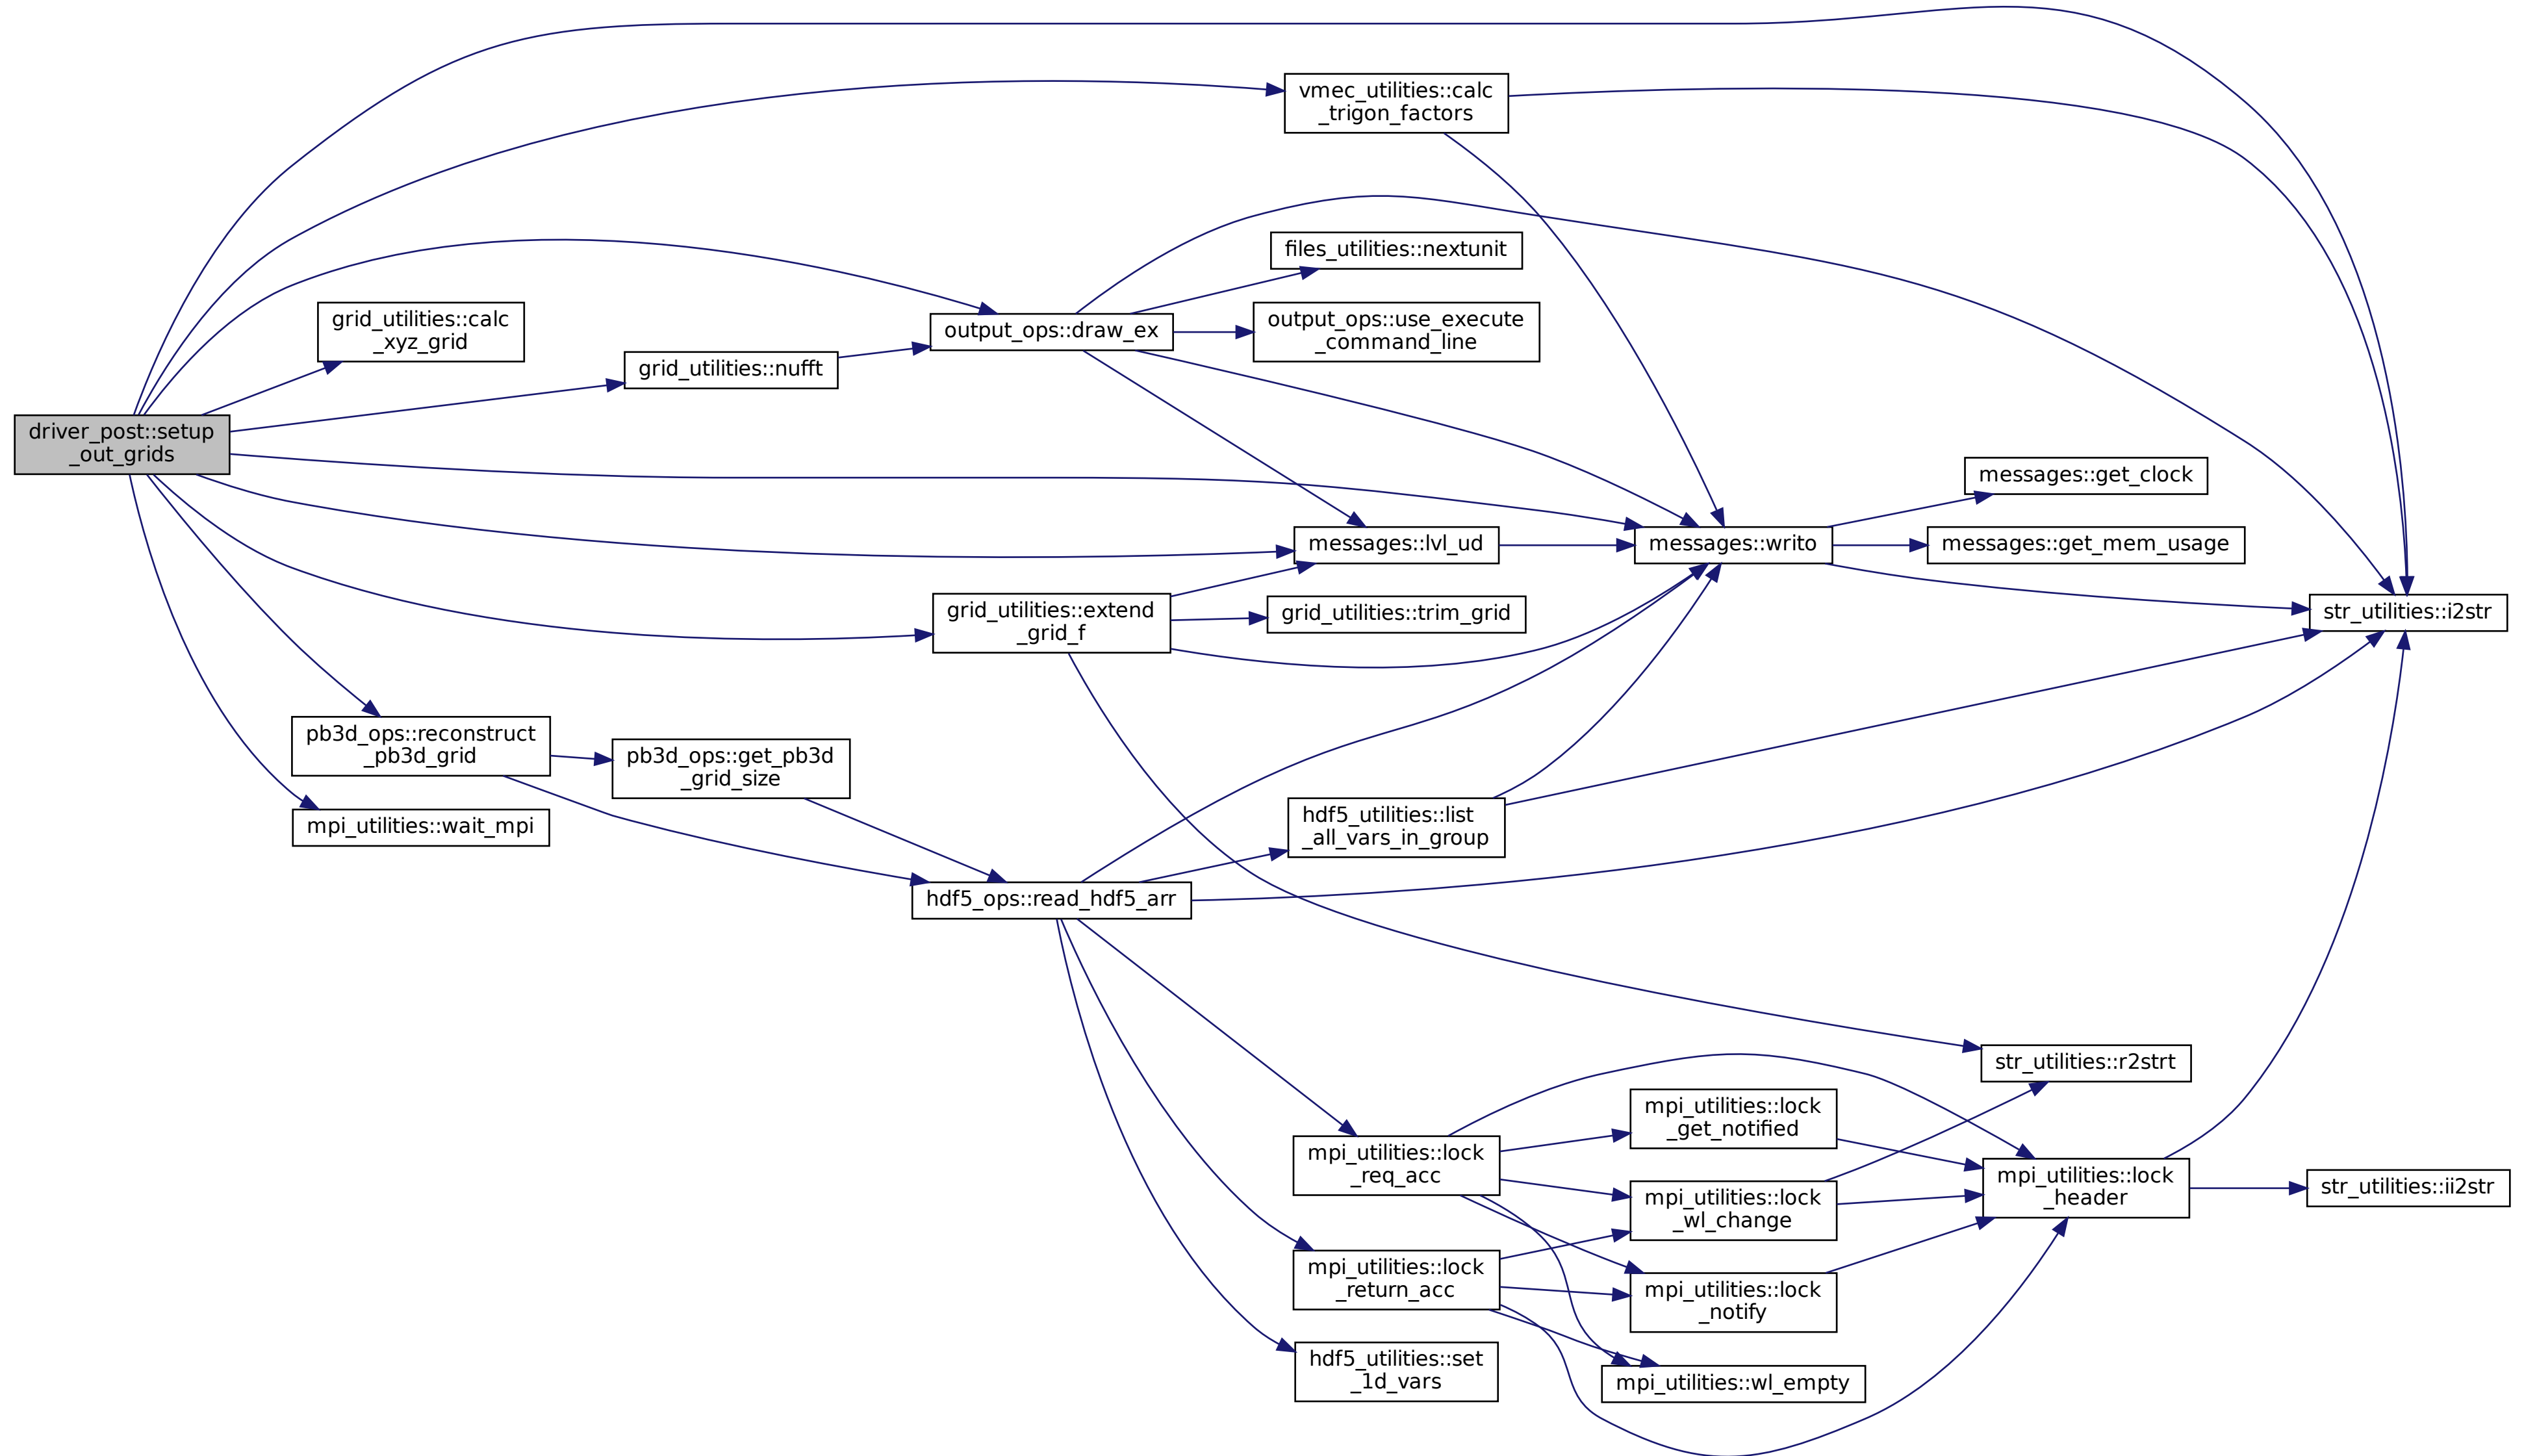 vmec_utilities::calc
_trigon_factors
files_utilities::nextunit
grid_utilities::calc
_xyz_grid
output_ops::draw_ex
output_ops::use_execute
_command_line
grid_utilities::nufft
driver_post::setup
_out_grids
messages::get_clock
messages::lvl_ud
messages::writo
messages::get_mem_usage
grid_utilities::extend
_grid_f
grid_utilities::trim_grid
str_utilities::i2str
pb3d_ops::reconstruct
_pb3d_grid
pb3d_ops::get_pb3d
_grid_size
mpi_utilities::wait_mpi
hdf5_utilities::list
_all_vars_in_group
hdf5_ops::read_hdf5_arr
str_utilities::r2strt
mpi_utilities::lock
_get_notified
mpi_utilities::lock
_req_acc
mpi_utilities::lock
_wl_change
mpi_utilities::lock
_header
str_utilities::ii2str
mpi_utilities::lock
_return_acc
mpi_utilities::lock
_notify
hdf5_utilities::set
_1d_vars
mpi_utilities::wl_empty